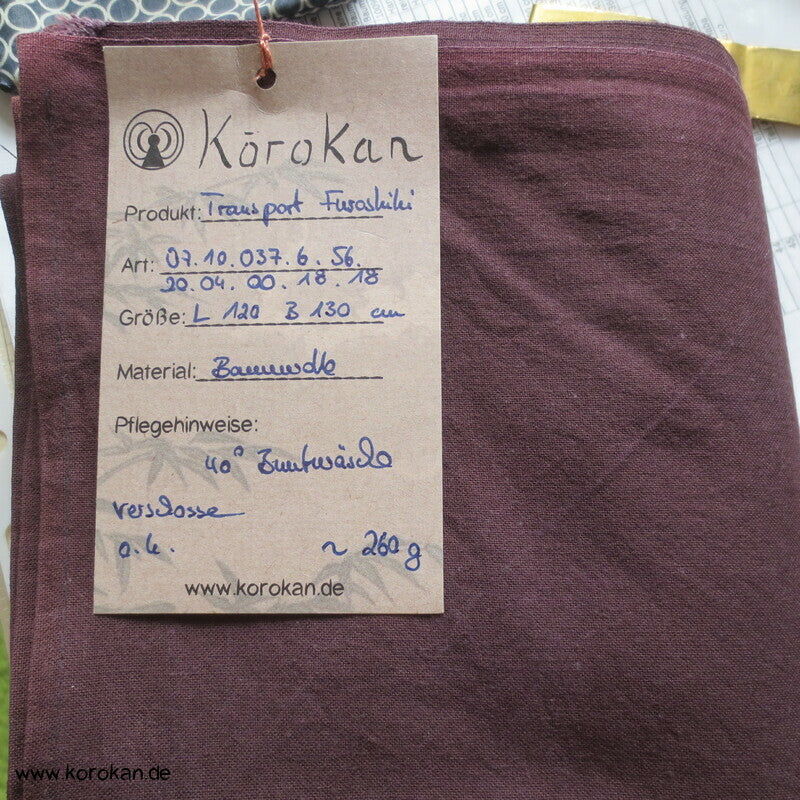 Kōrokan
Produkt: Transport Furoshiki
Art: 07.10.037.6.56.
20.04.00.18.18
Größe: L 120 B 130 cm
Material: Baumwolle
Pflegehinweise:
40° Buntwäsche
verschossen
o.k.
~ 260 g
www.korokan.de
www.korokan.de